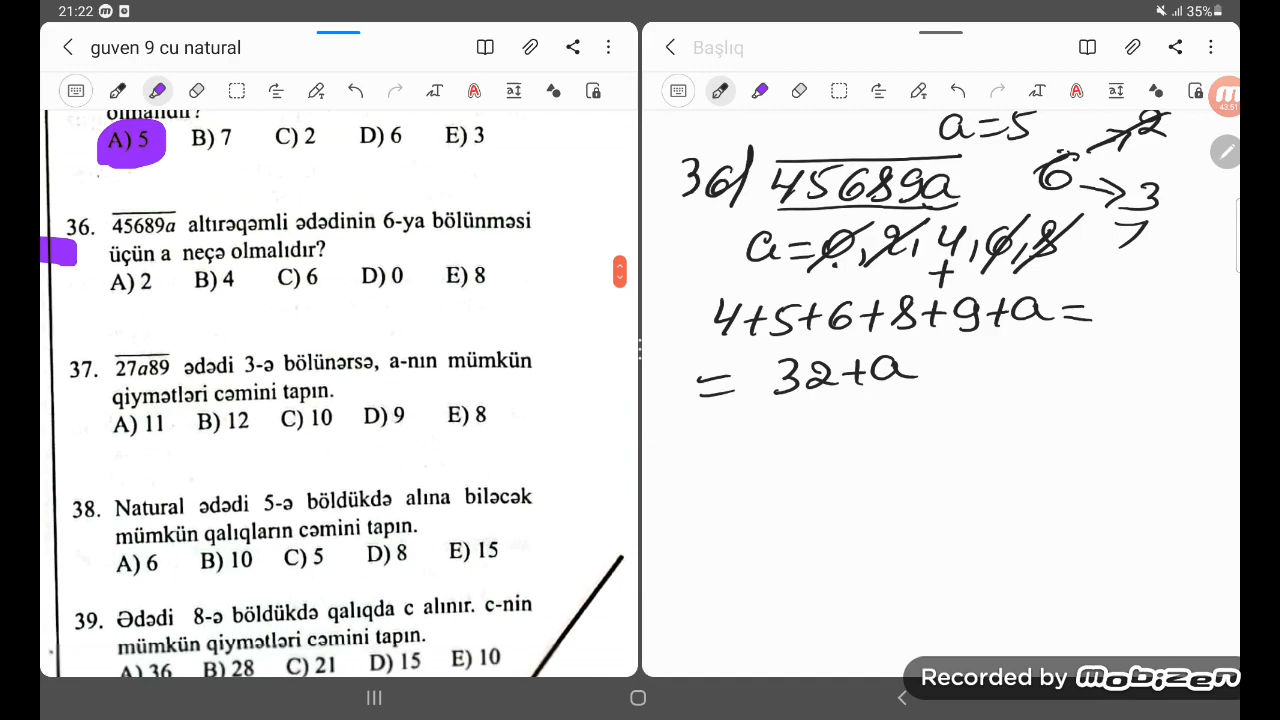 21:22
35%
guven 9 cu natural
olmalıdır?
A) 5 B) 7 C) 2 D) 6 E) 3
36. 45689a altırəqəmli ədədinin 6-ya bölünməsi
üçün a neçə olmalıdır?
A) 2 B) 4 C) 6 D) 0 E) 8
37. 27a89 ədədi 3-ə bölünərsə, a-nın mümkün
qiymətləri cəmini tapın.
A) 11 B) 12 C) 10 D) 9 E) 8
38. Natural ədədi 5-ə böldükdə alına biləcək
mümkün qalıqların cəmini tapın.
A) 6 B) 10 C) 5 D) 8 E) 15
39. Ədədi 8-ə böldükdə qalıqda c alınır. c-nin
mümkün qiymətləri cəmini tapın.
A) 36 B) 28 C) 21 D) 15 E) 10
Başlıq
43:51
a=5
36) 45689a 6 → 2 → 3
a=0,2,4,6,8
+
4+5+6+8+9+a=
= 32+a
Recorded by mobizen